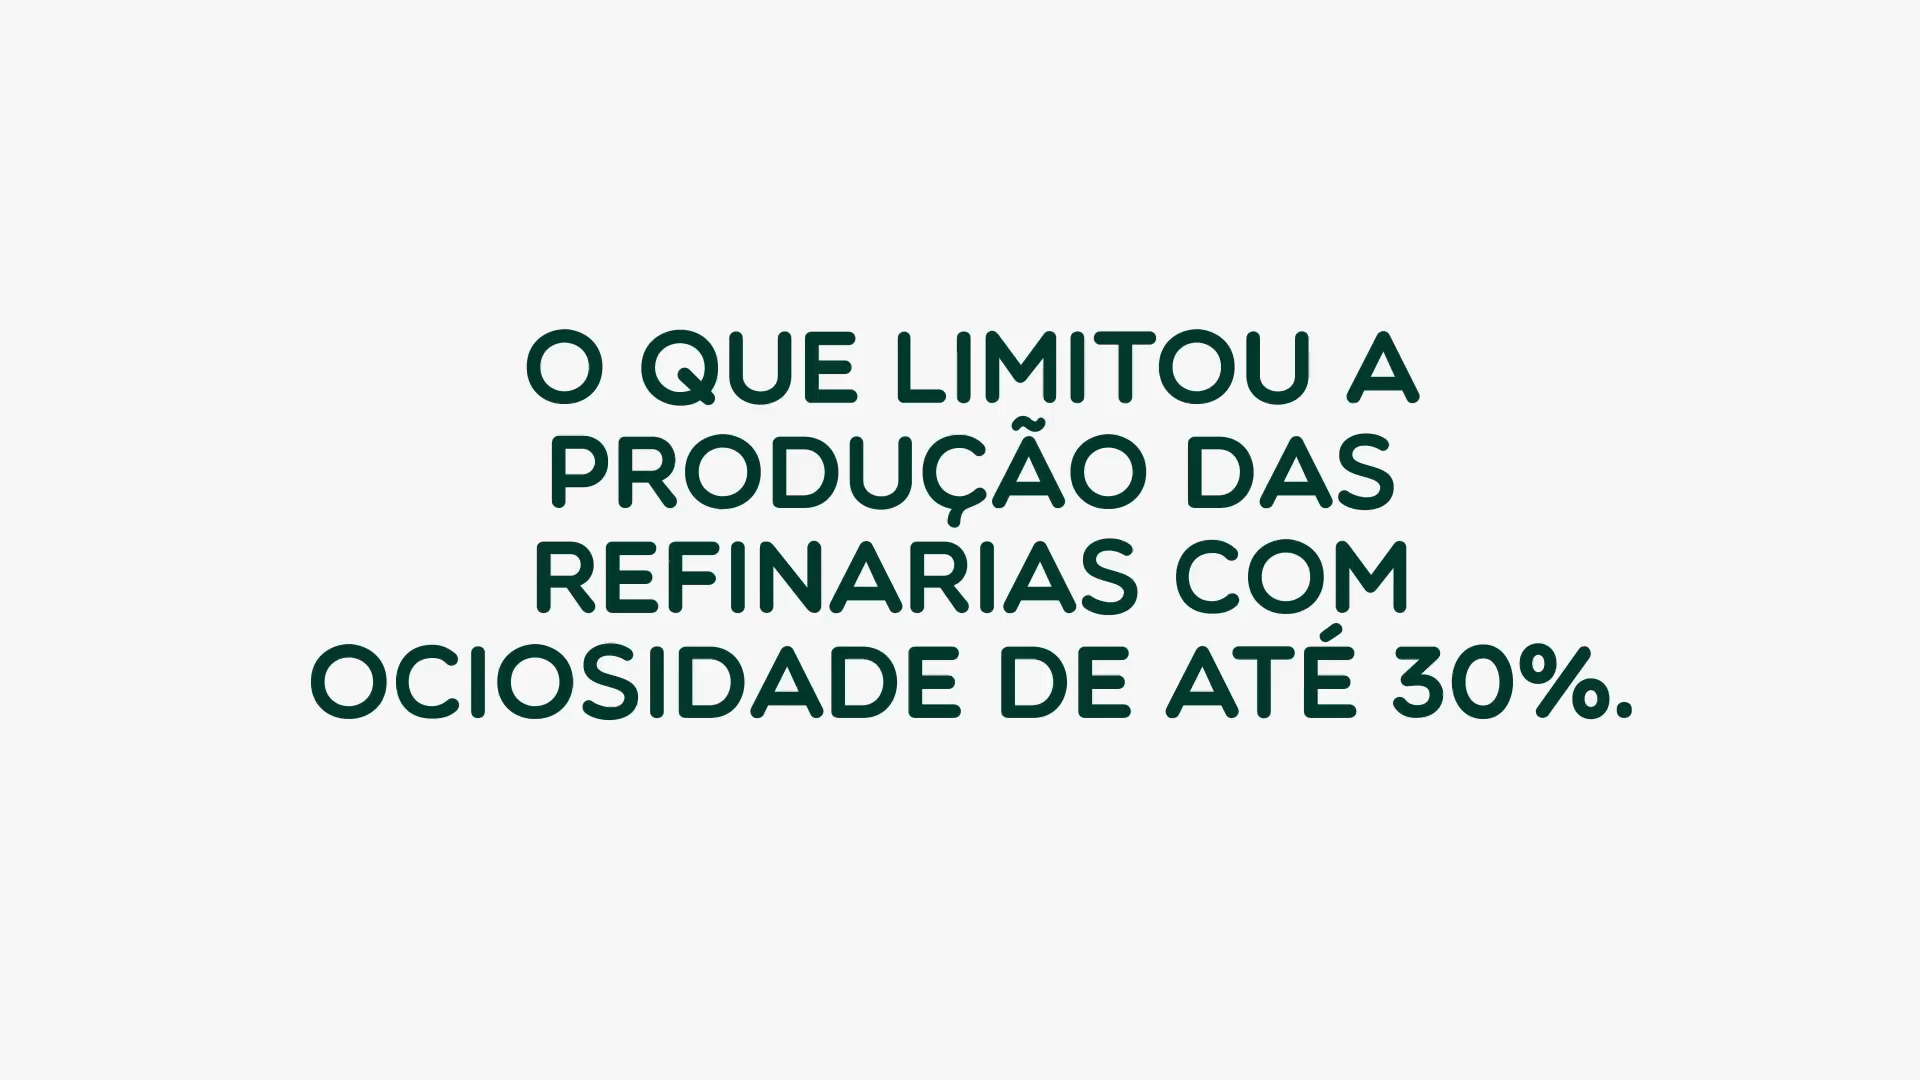 O QUE LIMITOU A
PRODUÇÃO DAS
REFINARIAS COM
OCIOSIDADE DE ATÉ 30%.